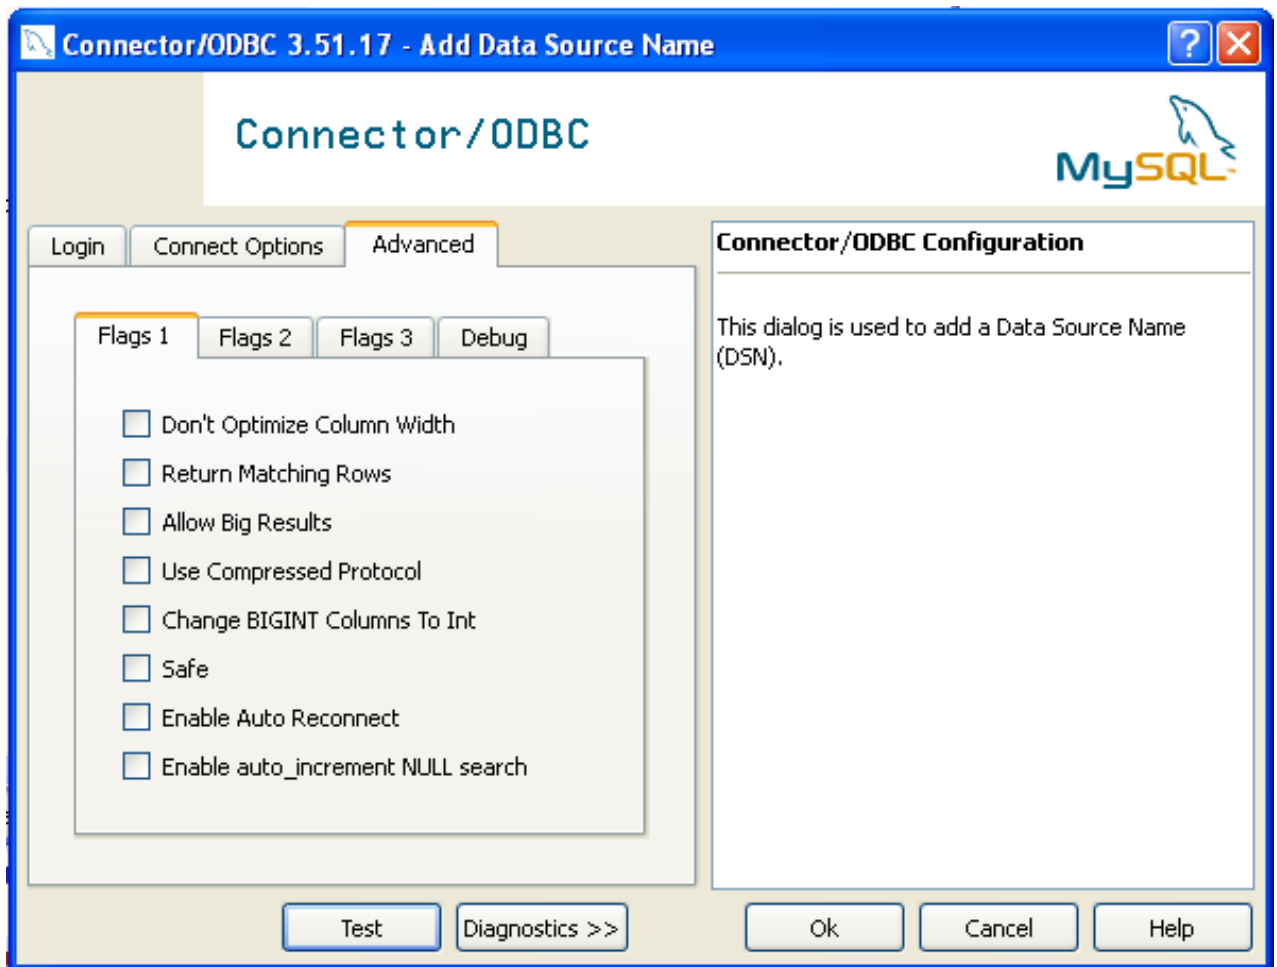 Connector/ODBC 3.51.17 - Add Data Source Name
?
Connector/ODBC
MySQL
Login
Connect Options
Advanced
Flags 1
Flags 2
Flags 3
Debug
Don't Optimize Column Width
Return Matching Rows
Allow Big Results
Use Compressed Protocol
Change BIGINT Columns To Int
Safe
Enable Auto Reconnect
Enable auto_increment NULL search
Connector/ODBC Configuration
This dialog is used to add a Data Source Name
(DSN).
Test
Diagnostics >>
Ok
Cancel
Help